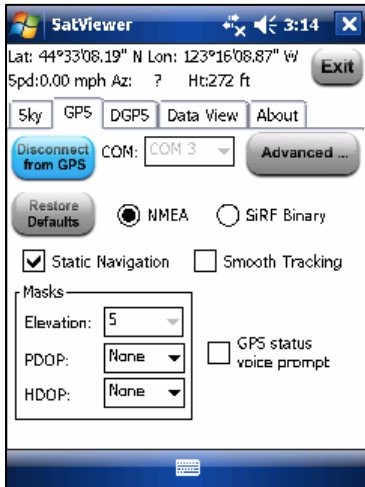 SatViewer 3:14
Lat: 44°33'08.19" N Lon: 123°16'08.87" W
Spd:0.00 mph Az: ? Ht:272 ft
Exit
Sky GPS DGPS Data View About
Disconnect from GPS COM: COM 3 Advanced ...
Restore Defaults NMEA SiRF Binary
Static Navigation Smooth Tracking
Masks
Elevation: 5
PDOP: None
GPS status
voice prompt
HDOP: None